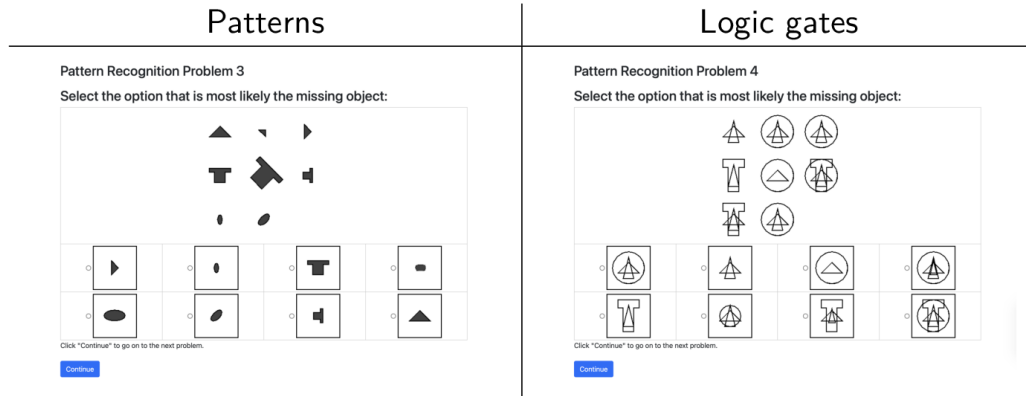 Patterns
Logic gates
Pattern Recognition Problem 3
Select the option that is most likely the missing object:
Click "Continue" to go on to the next problem.
Continue
Pattern Recognition Problem 4
Select the option that is most likely the missing object:
Click "Continue" to go on to the next problem.
Continue